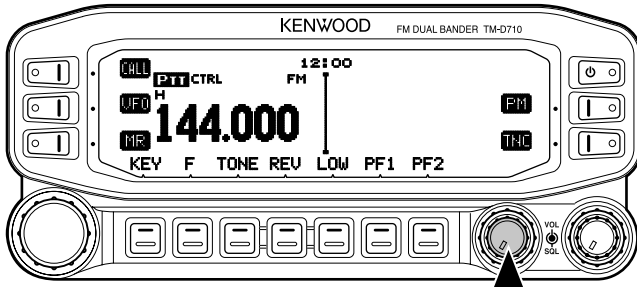 KENWOOD FM DUAL BANDER TM-D710
CALL 12:00
PTT CTRL FM
VFO H PM
144.000
MR TNC
KEY F TONE REV LOW PF1 PF2
VOL
SQL